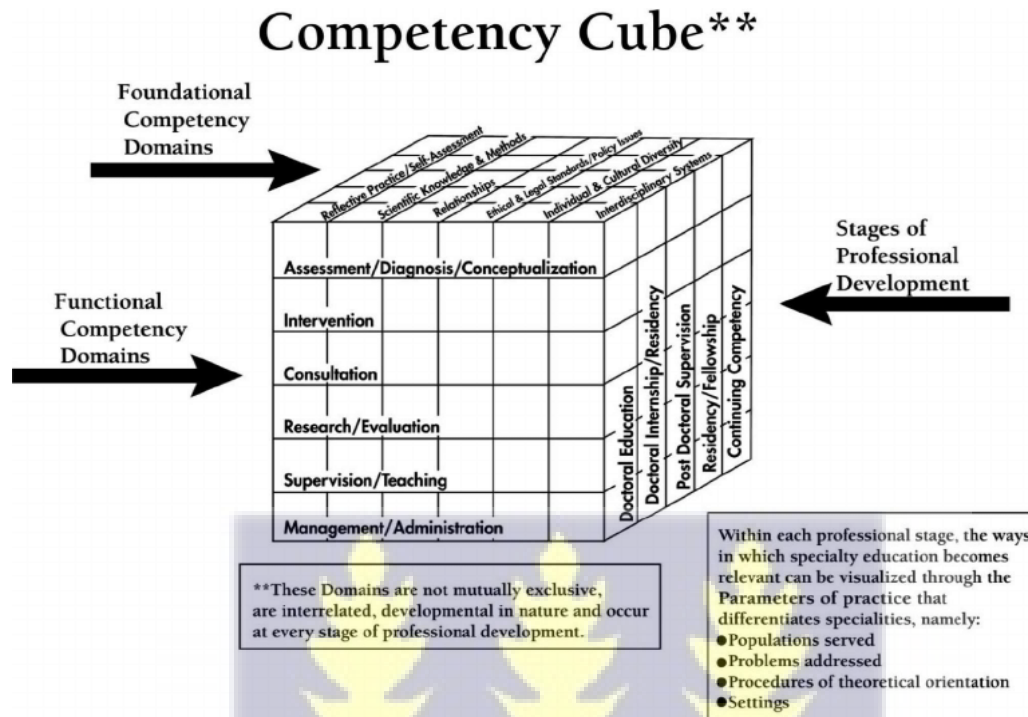 Competency Cube**
Foundational
Competency
Domains
Reflective Practice/Self-Assessment
Scientific Knowledge & Methods
Relationships
Ethical & Legal Standards/Policy Issues
Individual & Cultural Diversity
Interdisciplinary Systems
Stages of
Professional
Development
Functional
Competency
Domains
Assessment/Diagnosis/Conceptualization
Intervention
Consultation
Research/Evaluation
Supervision/Teaching
Management/Administration
Doctoral Education
Doctoral Internship/Residency
Post Doctoral Supervision
Residency/Fellowship
Continuing Competency
**These Domains are not mutually exclusive,
are interrelated, developmental in nature and occur
at every stage of professional development.
Within each professional stage, the ways
in which specialty education becomes
relevant can be visualized through the
Parameters of practice that
differentiates specialities, namely:
●Populations served
●Problems addressed
●Procedures of theoretical orientation
●Settings